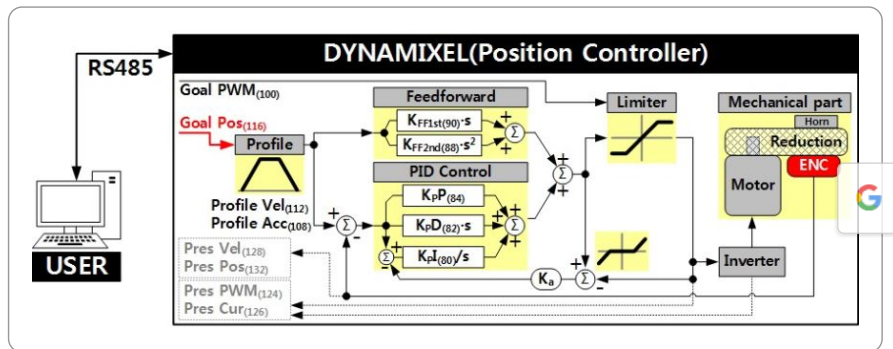 DYNAMIXEL(Position Controller)
RS485
Goal PWM(100)
Feedforward
Limiter
Mechanical part
Horn
Goal Pos(116)
KFF1st(90)·s
Reduction
Profile
KFF2nd(88)·s²
Σ
ENC
PID Control
Σ
Motor
G
KPP(84)
Profile Vel(112)
Profile Acc(108)
Σ
KPD(82)·s
Σ
Pres Vel(128)
Σ
KPI(80)/s
Inverter
USER
Pres Pos(132)
Ka
Σ
Pres PWM(124)
Pres Cur(126)